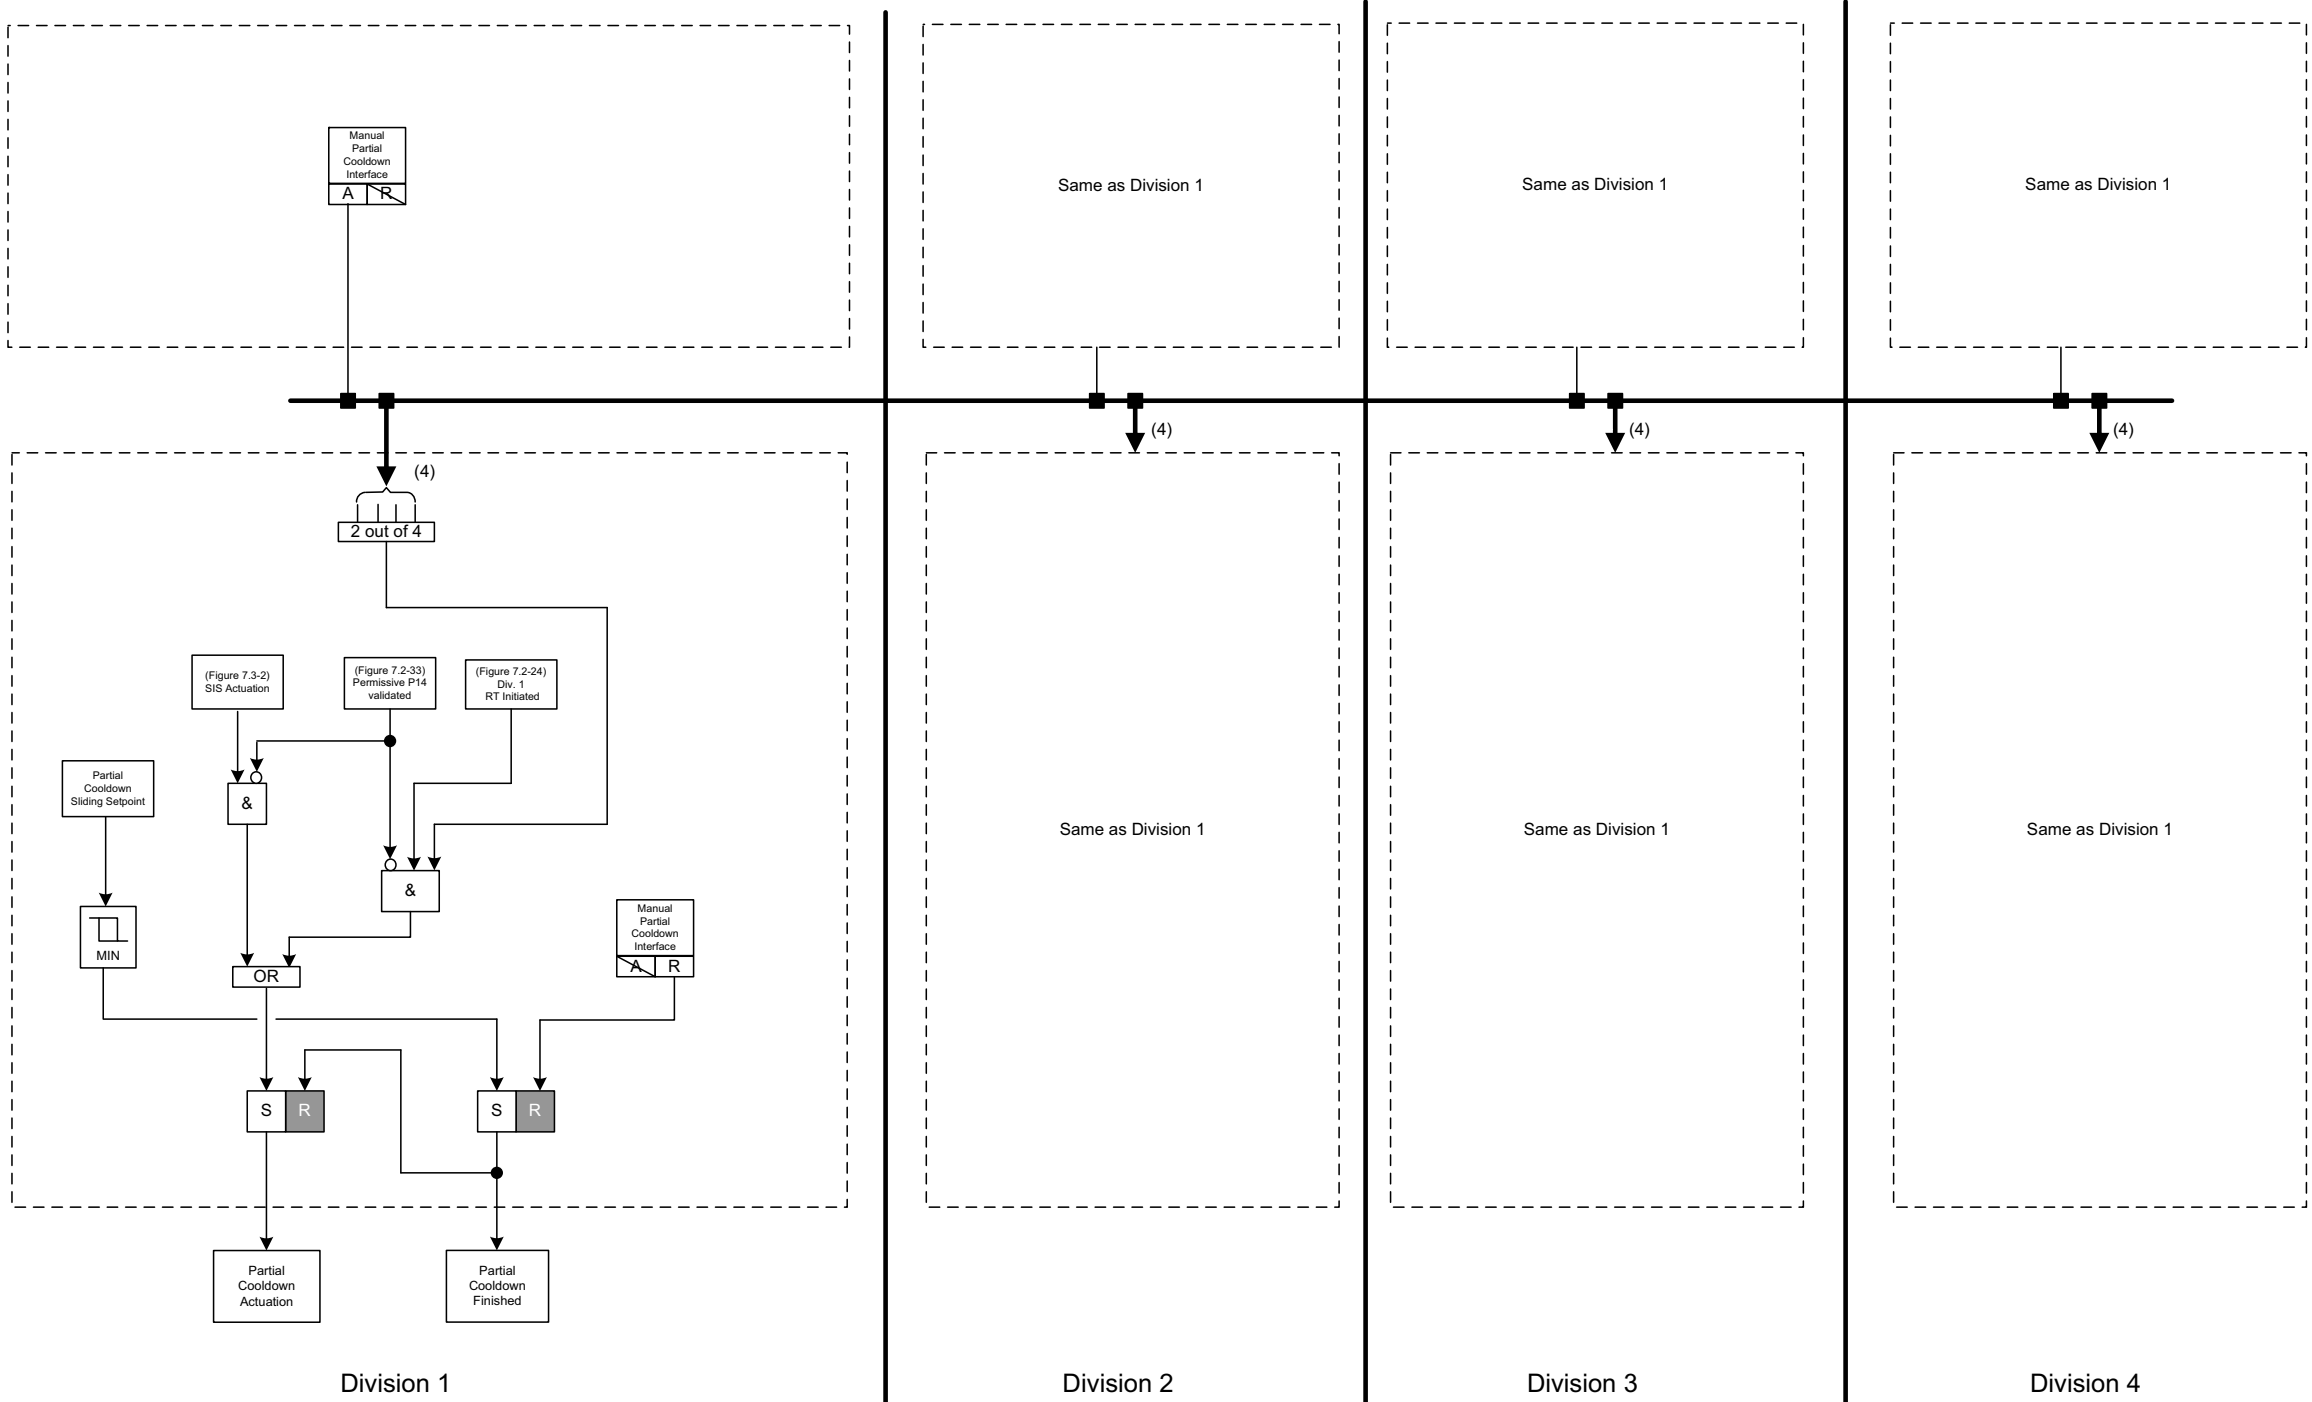 Manual
Partial
Cooldown
Interface
A R
Same as Division 1
Same as Division 1
Same as Division 1
(4)
(4)
(4)
(4)
2 out of 4
(Figure 7.3-2)
SIS Actuation
(Figure 7.2-33)
Permissive P14
validated
(Figure 7.2-24)
Div. 1
RT Initiated
Partial
Cooldown
Sliding Setpoint
&
&
MIN
OR
Manual
Partial
Cooldown
Interface
A R
Same as Division 1
Same as Division 1
Same as Division 1
S R
S R
Partial
Cooldown
Actuation
Partial
Cooldown
Finished
Division 1
Division 2
Division 3
Division 4